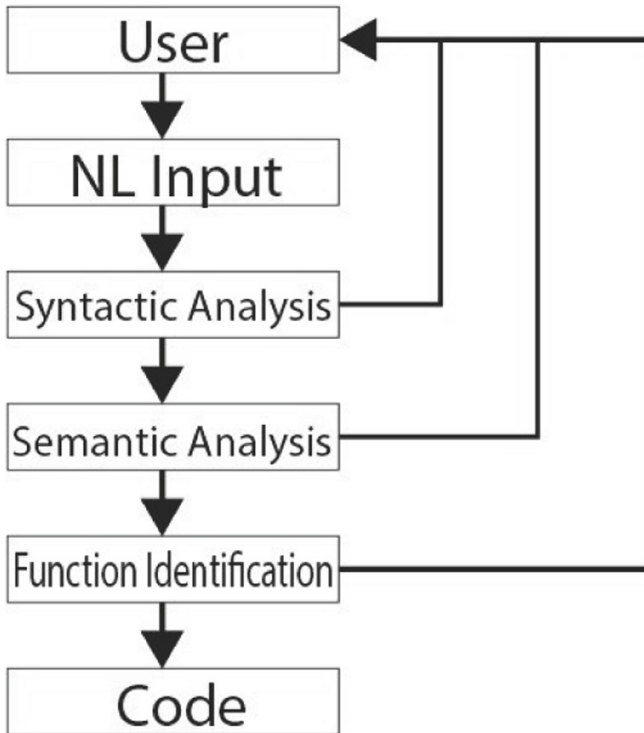 User
NL Input
Syntactic Analysis
Semantic Analysis
Function Identification
Code